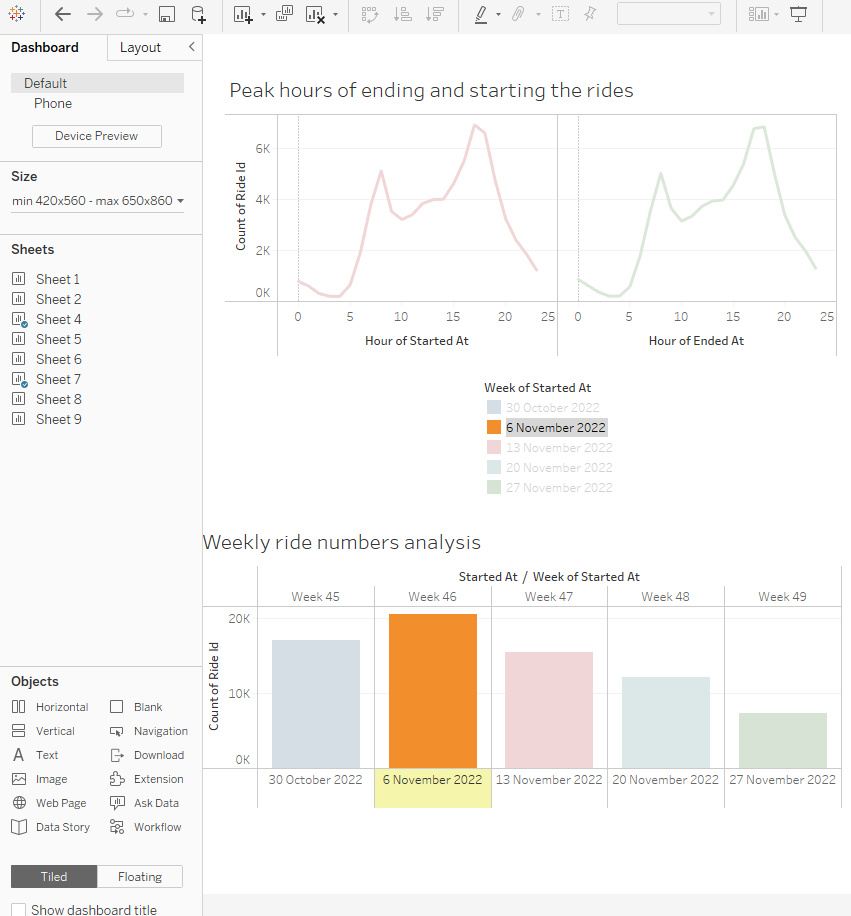 Dashboard
Layout
Default
Phone
Device Preview
Size
min 420x560 - max 650x860
Sheets
Sheet 1
Sheet 2
Sheet 4
Sheet 5
Sheet 6
Sheet 7
Sheet 8
Sheet 9
Objects
Horizontal
Blank
Vertical
Navigation
A Text
Download
Image
Extension
Web Page
Ask Data
Data Story
Workflow
Tiled
Floating
Show dashboard title
T
Peak hours of ending and starting the rides
Count of Ride Id
6K
4K
2K
0K
0 5 10 15 20 25
0 5 10 15 20 25
Hour of Started At
Hour of Ended At
Week of Started At
30 October 2022
6 November 2022
13 November 2022
20 November 2022
27 November 2022
Weekly ride numbers analysis
Started At / Week of Started At
Week 45 Week 46 Week 47 Week 48 Week 49
Count of Ride Id
20K
10K
0K
30 October 2022 6 November 2022 13 November 2022 20 November 2022 27 November 2022